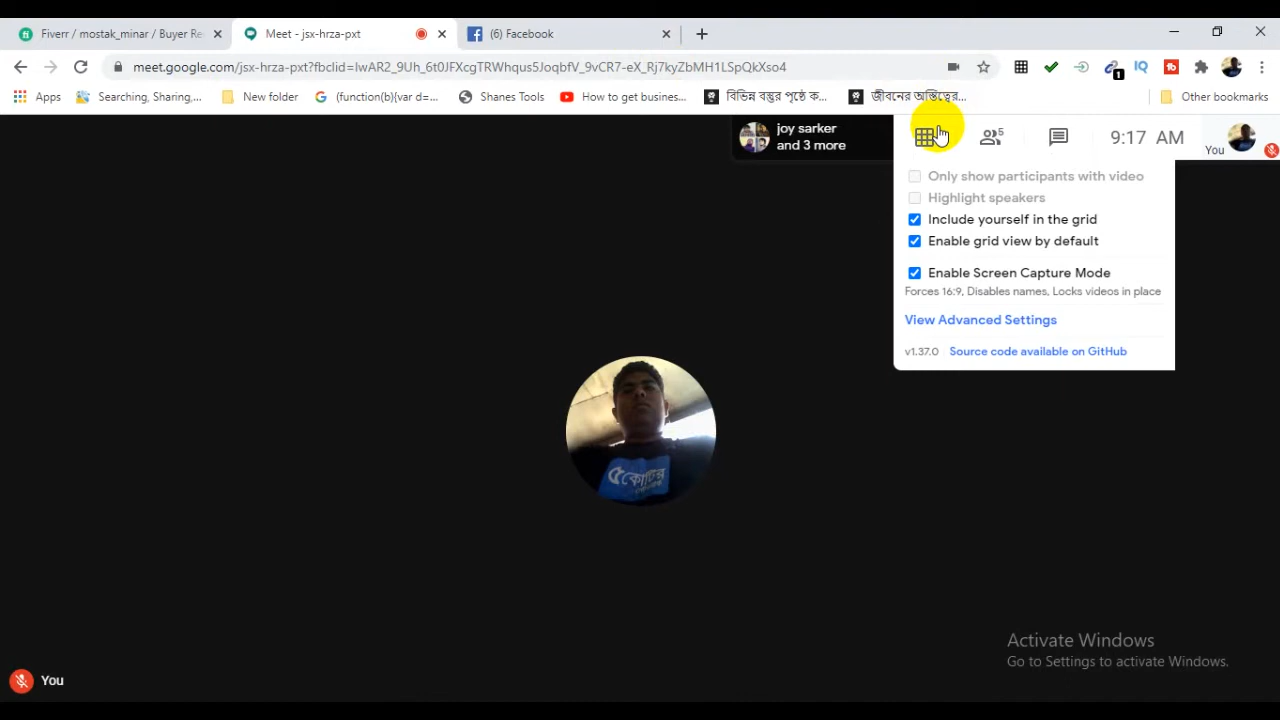 Fiverr / mostak_minar / Buyer Re
Meet - jsx-hrza-pxt
(6) Facebook
meet.google.com/jsx-hrza-pxt?fbclid=IwAR2_9Uh_6t0JFXcqTRWhqus5JoqbfV_9vCR7-eX_Rj7kyZbMH1LSpQkXso4
1
IQ
Apps
Searching, Sharing,...
New folder
(function(b){var d=...
Shanes Tools
How to get busines...
বিভিন্ন বস্তুর পৃষ্ঠে ক...
জীবনের অস্তিত্বের...
Other bookmarks
joy sarker
and 3 more
5
9:17 AM
You
Only show participants with video
Highlight speakers
Include yourself in the grid
Enable grid view by default
Enable Screen Capture Mode
Forces 16:9, Disables names, Locks videos in place
View Advanced Settings
v1.37.0 Source code available on GitHub
Activate Windows
Go to Settings to activate Windows.
You